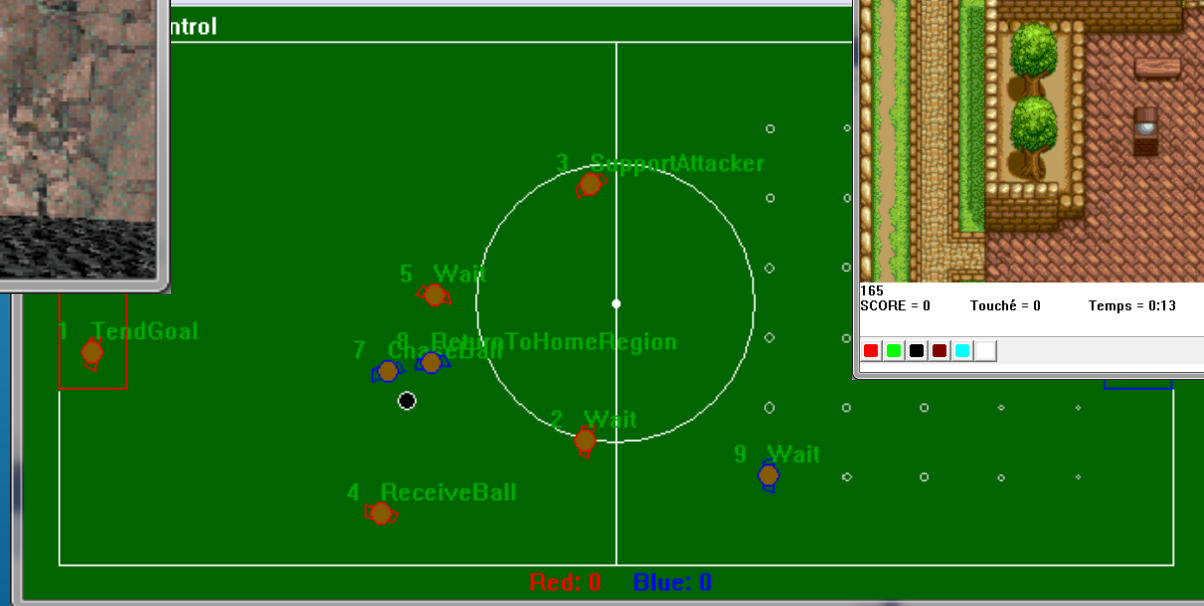 ntrol
3 SupportAttacker
5 Wait
1 TendGoal
8 ReturnToHomeRegion
7 ChaseBall
2 Wait
9 Wait
4 ReceiveBall
Red: 0 Blue: 0
165
SCORE = 0 Touché = 0 Temps = 0:13